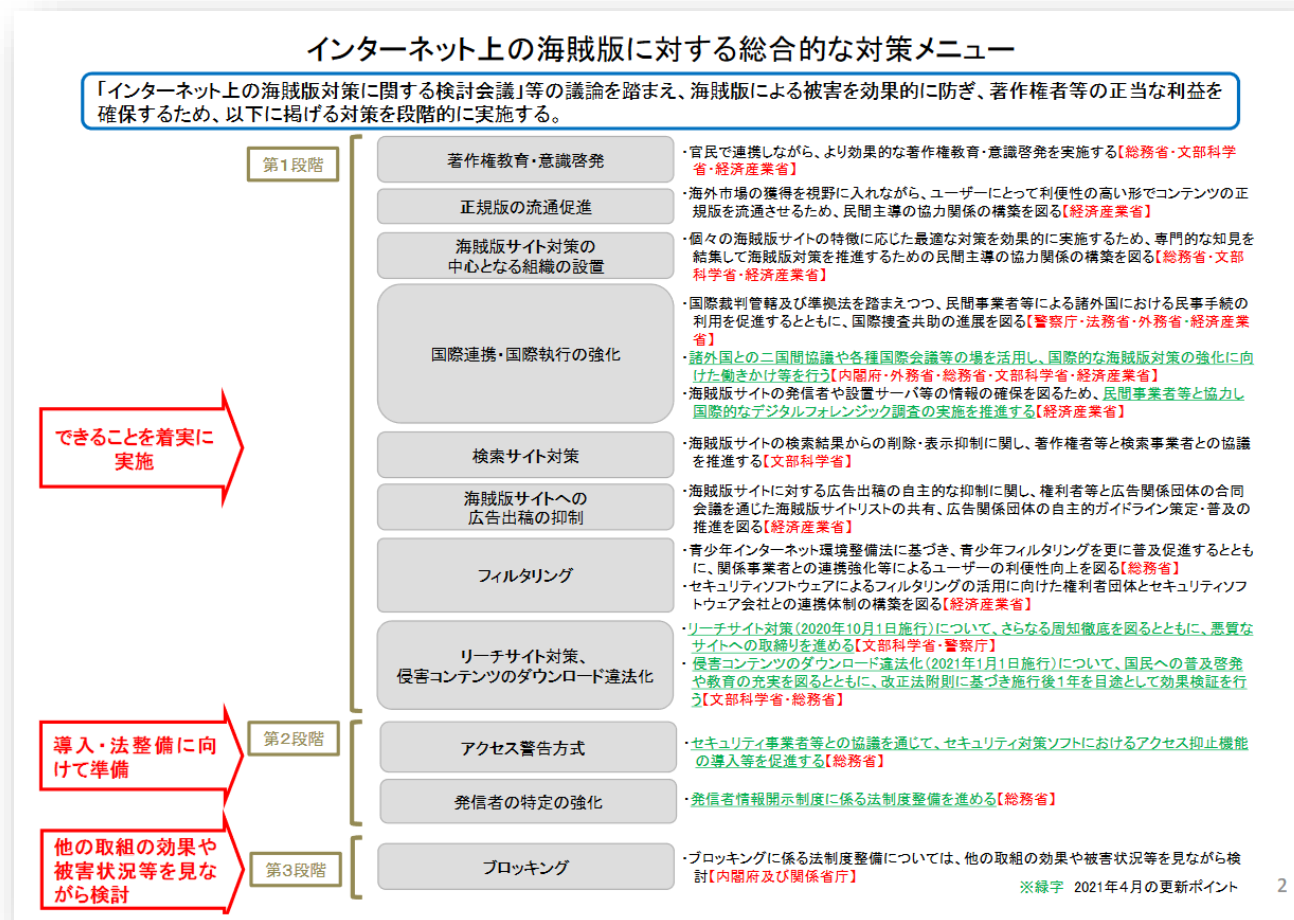 インターネット上の海賊版に対する総合的な対策メニュー
「インターネット上の海賊版対策に関する検討会議」等の議論を踏まえ、海賊版による被害を効果的に防ぎ、著作権者等の正当な利益を
確保するため、以下に掲げる対策を段階的に実施する。
できることを着実に
実施
第1段階
著作権教育・意識啓発
・官民で連携しながら、より効果的な著作権教育・意識啓発を実施する【総務省・文部科学
省・経済産業省】
正規版の流通促進
・海外市場の獲得を視野に入れながら、ユーザーにとって利便性の高い形でコンテンツの正
規版を流通させるため、民間主導の協力関係の構築を図る【経済産業省】
海賊版サイト対策の
中心となる組織の設置
・個々の海賊版サイトの特徴に応じた最適な対策を効果的に実施するため、専門的な知見を
結集して海賊版対策を推進するための民間主導の協力関係の構築を図る【総務省・文部
科学省・経済産業省】
国際連携・国際執行の強化
・国際裁判管轄及び準拠法を踏まえつつ、民間事業者等による諸外国における民事手続の
利用を促進するとともに、国際捜査共助の進展を図る【警察庁・法務省・外務省・経済産業
省】
・諸外国との二国間協議や各種国際会議等の場を活用し、国際的な海賊版対策の強化に向
けた働きかけ等を行う【内閣府・外務省・総務省・文部科学省・経済産業省】
・海賊版サイトの発信者や設置サーバ等の情報の確保を図るため、民間事業者等と協力し
国際的なデジタルフォレンジック調査の実施を推進する【経済産業省】
検索サイト対策
・海賊版サイトの検索結果からの削除・表示抑制に関し、著作権者等と検索事業者との協議
を推進する【文部科学省】
海賊版サイトへの
広告出稿の抑制
・海賊版サイトに対する広告出稿の自主的な抑制に関し、権利者等と広告関係団体の合同
会議を通じた海賊版サイトリストの共有、広告関係団体の自主的ガイドライン策定・普及の
推進を図る【経済産業省】
フィルタリング
・青少年インターネット環境整備法に基づき、青少年フィルタリングを更に普及促進するととも
に、関係事業者との連携強化等によるユーザーの利便性向上を図る【総務省】
・セキュリティソフトウェアによるフィルタリングの活用に向けた権利者団体とセキュリティソフ
トウェア会社との連携体制の構築を図る【経済産業省】
リーチサイト対策、
侵害コンテンツのダウンロード違法化
・リーチサイト対策(2020年10月1日施行)について、さらなる周知徹底を図るとともに、悪質な
サイトへの取締りを進める【文部科学省・警察庁】
・侵害コンテンツのダウンロード違法化(2021年1月1日施行)について、国民への普及啓発
や教育の充実を図るとともに、改正法附則に基づき施行後1年を目途として効果検証を行
う【文部科学省・総務省】
導入・法整備に向
けて準備
第2段階
アクセス警告方式
・セキュリティ事業者等との協議を通じて、セキュリティ対策ソフトにおけるアクセス抑止機能
の導入等を促進する【総務省】
発信者の特定の強化
・発信者情報開示制度に係る法制度整備を進める【総務省】
他の取組の効果や
被害状況等を見な
がら検討
第3段階
ブロッキング
・ブロッキングに係る法制度整備については、他の取組の効果や被害状況等を見ながら検
討【内閣府及び関係省庁】
※緑字 2021年4月の更新ポイント
2